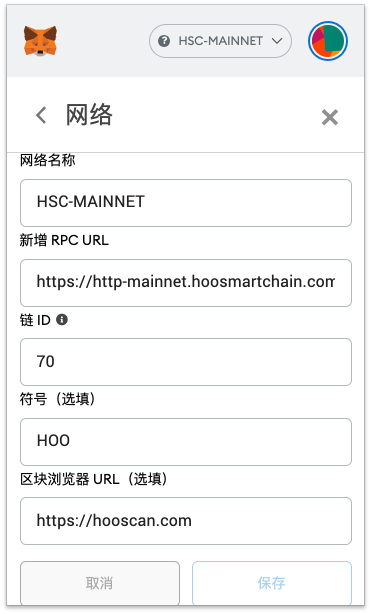 HSC-MAINNET
网络
网络名称
HSC-MAINNET
新增 RPC URL
https://http-mainnet.hoosmartchain.com
链 ID
70
符号（选填）
HOO
区块浏览器 URL（选填）
https://hooscan.com
取消
保存